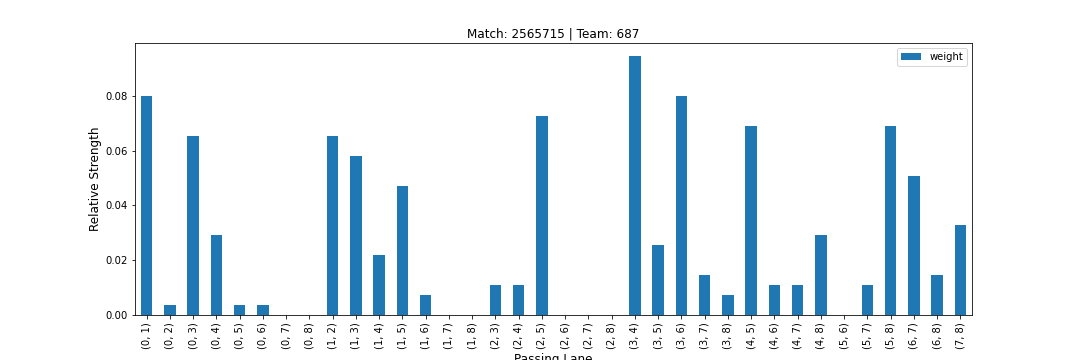 Match: 2565715 | Team: 687
weight
Relative Strength
0.08
0.06
0.04
0.02
0.00
(0, 1) (0, 2) (0, 3) (0, 4) (0, 5) (0, 6) (0, 7) (0, 8) (1, 2) (1, 3) (1, 4) (1, 5) (1, 6) (1, 7) (1, 8) (2, 3) (2, 4) (2, 5) (2, 6) (2, 7) (2, 8) (3, 4) (3, 5) (3, 6) (3, 7) (3, 8) (4, 5) (4, 6) (4, 7) (4, 8) (5, 6) (5, 7) (5, 8) (6, 7) (6, 8) (7, 8)
Passing Lane